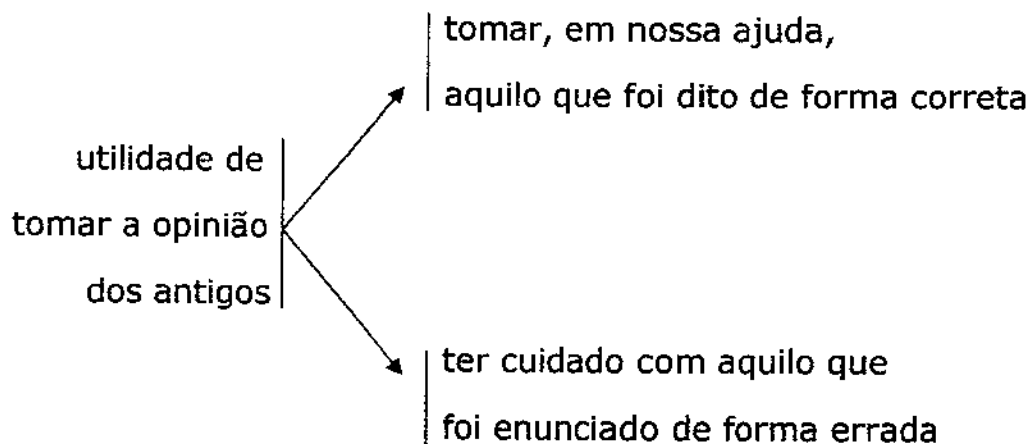 utilidade de
tomar a opinião
dos antigos
tomar, em nossa ajuda,
aquilo que foi dito de forma correta
ter cuidado com aquilo que
foi enunciado de forma errada